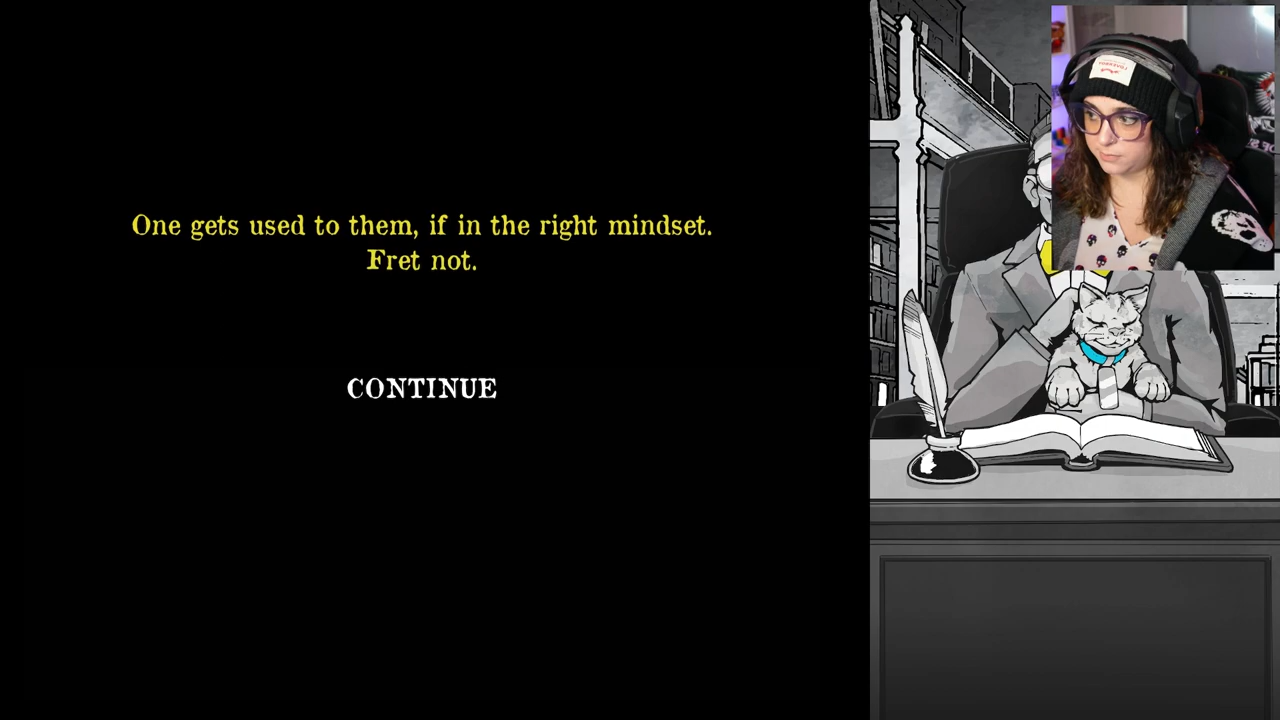 One gets used to them, if in the right mindset.
Fret not.
CONTINUE